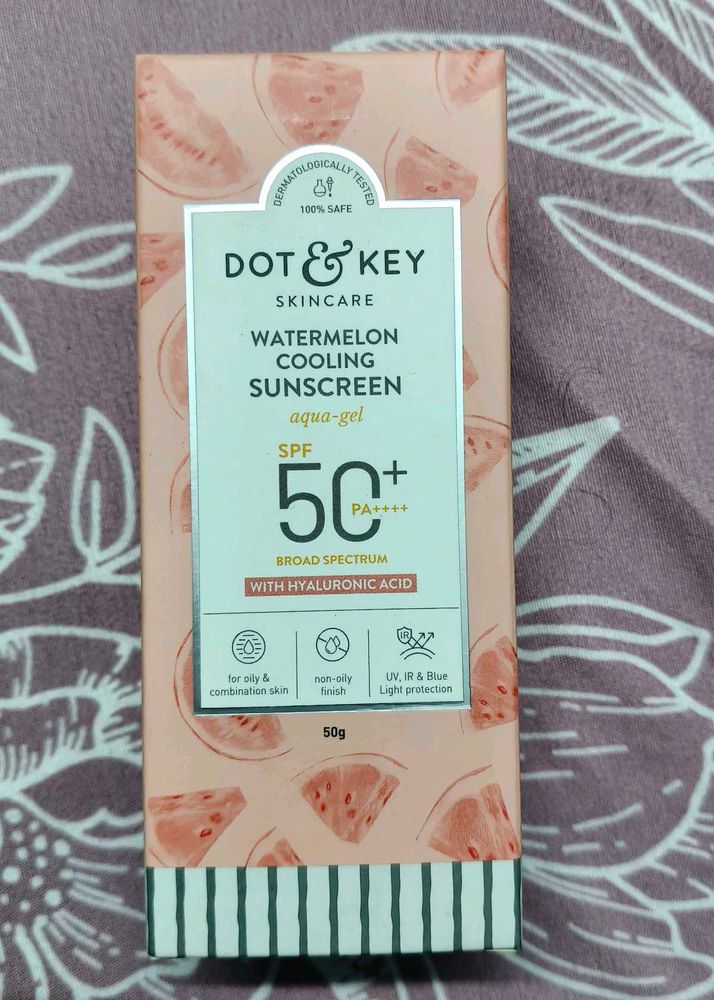 DERMATOLOGICALLY TESTED
100% SAFE
DOT & KEY
SKINCARE
WATERMELON
COOLING
SUNSCREEN
aqua-gel
SPF
50+
PA++++
BROAD SPECTRUM
WITH HYALURONIC ACID
for oily &
combination skin
non-oily
finish
IR
UV, IR & Blue
Light protection
50g